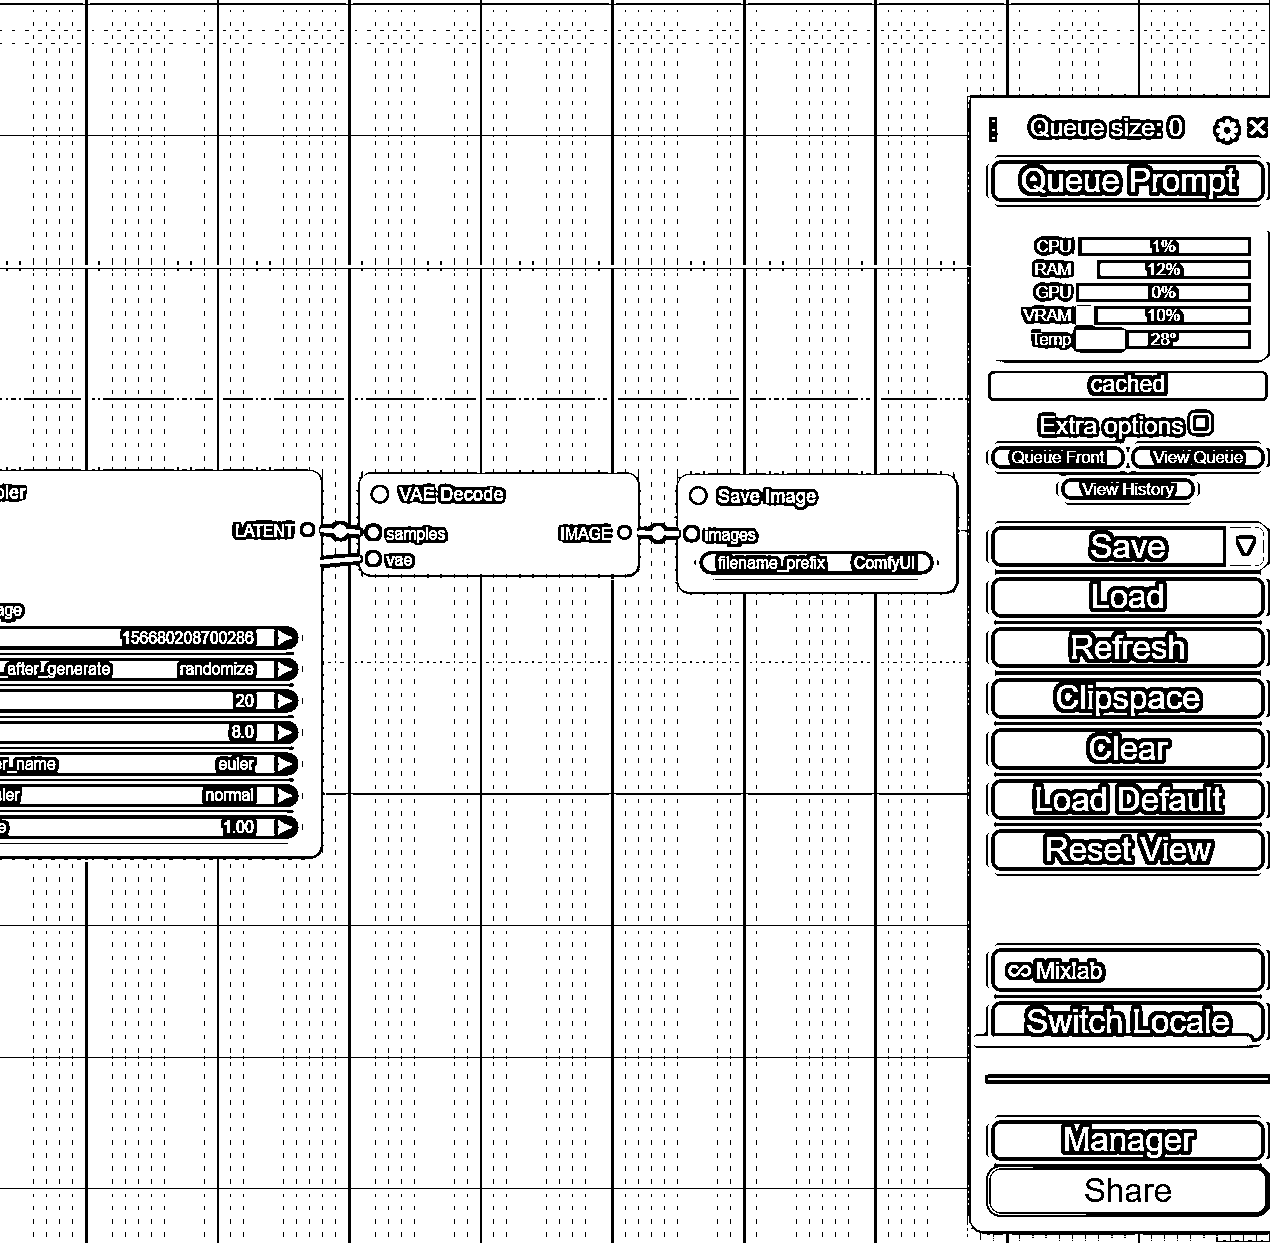 Queue size: 0
Queue Prompt
CPU 1%
RAM 12%
GPU 0%
VRAM 10%
Temp 28°
cached
Extra options
Queue Front View Queue
View History
Save
Load
Refresh
Clipspace
Clear
Load Default
Reset View
Mixlab
Switch Locale
Manager
Share
pler
LATENT
age
156680208700286
_after_generate randomize
20
8.0
er_name euler
uler normal
e 1.00
VAE Decode
samples IMAGE
vae
Save Image
images
filename_prefix ComfyUI